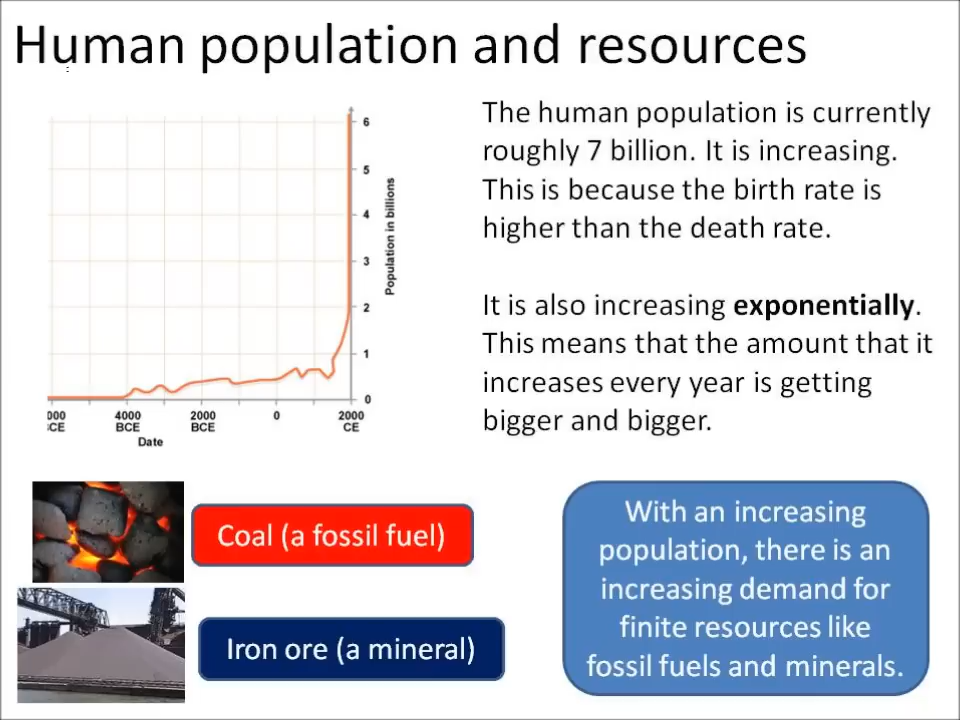 Human population and resources
6
5
4
3
2
1
0
Population in billions
000 BCE
4000 BCE
2000 BCE
0
2000 CE
Date
The human population is currently
roughly 7 billion. It is increasing.
This is because the birth rate is
higher than the death rate.
It is also increasing exponentially.
This means that the amount that it
increases every year is getting
bigger and bigger.
Coal (a fossil fuel)
Iron ore (a mineral)
With an increasing
population, there is an
increasing demand for
finite resources like
fossil fuels and minerals.